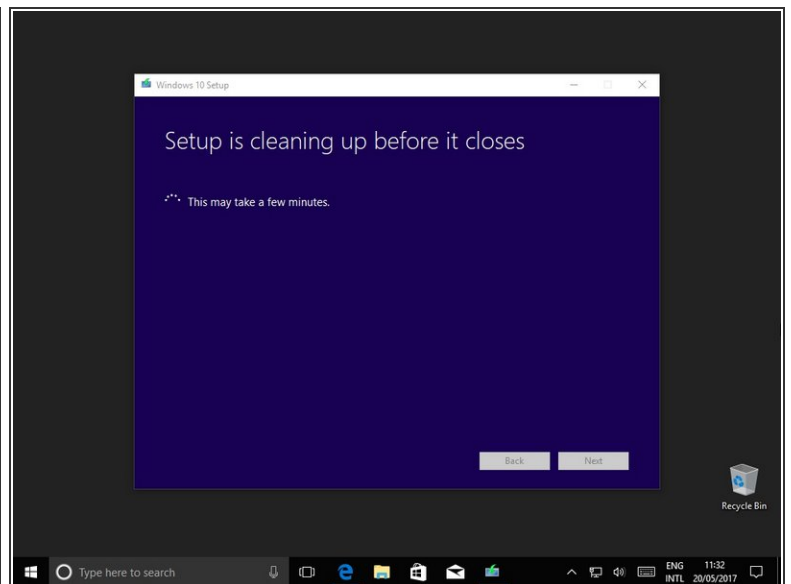 Windows 10 Setup
Setup is cleaning up before it closes
This may take a few minutes.
Back
Next
Recycle Bin
Type here to search
ENG
INTL
11:32
20/05/2017